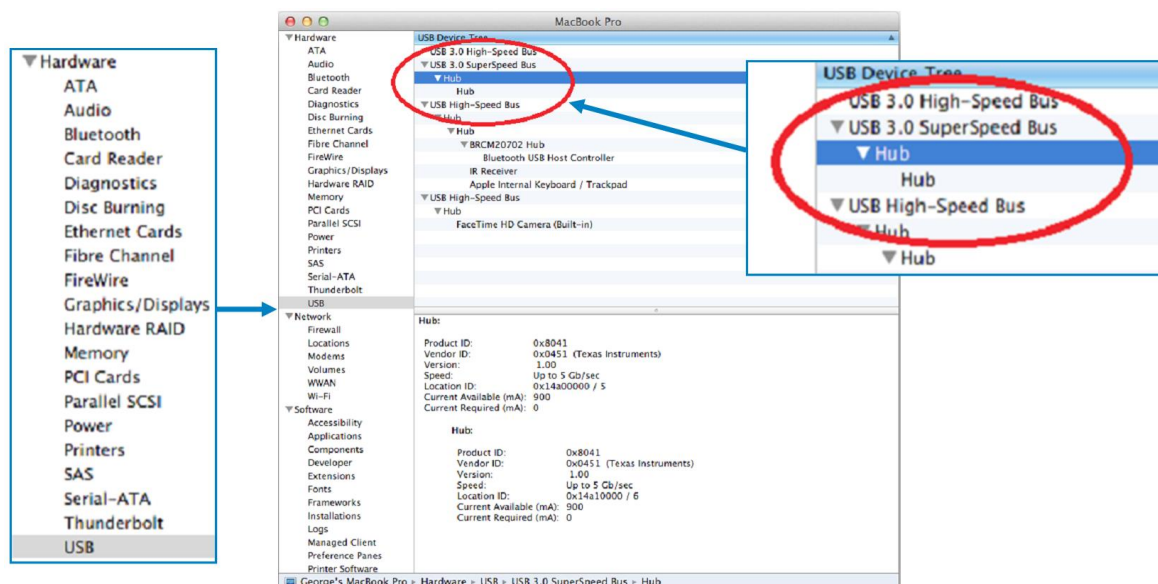 Hardware
ATA
Audio
Bluetooth
Card Reader
Diagnostics
Disc Burning
Ethernet Cards
Fibre Channel
FireWire
Graphics/Displays
Hardware RAID
Memory
PCI Cards
Parallel SCSI
Power
Printers
SAS
Serial-ATA
Thunderbolt
USB
MacBook Pro
Hardware
ATA
Audio
Bluetooth
Card Reader
Diagnostics
Disc Burning
Ethernet Cards
Fibre Channel
FireWire
Graphics/Displays
Hardware RAID
Memory
PCI Cards
Parallel SCSI
Power
Printers
SAS
Serial-ATA
Thunderbolt
USB
Network
Firewall
Locations
Modems
Volumes
WWAN
Wi-Fi
Software
Accessibility
Applications
Components
Developer
Extensions
Fonts
Frameworks
Installations
Logs
Managed Client
Preference Panes
Printer Software
USB Device Tree
USB 3.0 High-Speed Bus
USB 3.0 SuperSpeed Bus
Hub
Hub
USB High-Speed Bus
Hub
Hub
BRCM20702 Hub
Bluetooth USB Host Controller
IR Receiver
Apple Internal Keyboard / Trackpad
USB High-Speed Bus
Hub
FaceTime HD Camera (Built-in)
Hub:
Product ID: 0x8041
Vendor ID: 0x0451 (Texas Instruments)
Version: 1.00
Speed: Up to 5 Gb/sec
Location ID: 0x14a00000 / 5
Current Available (mA): 900
Current Required (mA): 0
Hub:
Product ID: 0x8041
Vendor ID: 0x0451 (Texas Instruments)
Version: 1.00
Speed: Up to 5 Gb/sec
Location ID: 0x14a10000 / 6
Current Available (mA): 900
Current Required (mA): 0
George's MacBook Pro ▸ Hardware ▸ USB ▸ USB 3.0 SuperSpeed Bus ▸ Hub
USB Device Tree
USB 3.0 High-Speed Bus
USB 3.0 SuperSpeed Bus
Hub
Hub
USB High-Speed Bus
Hub
Hub